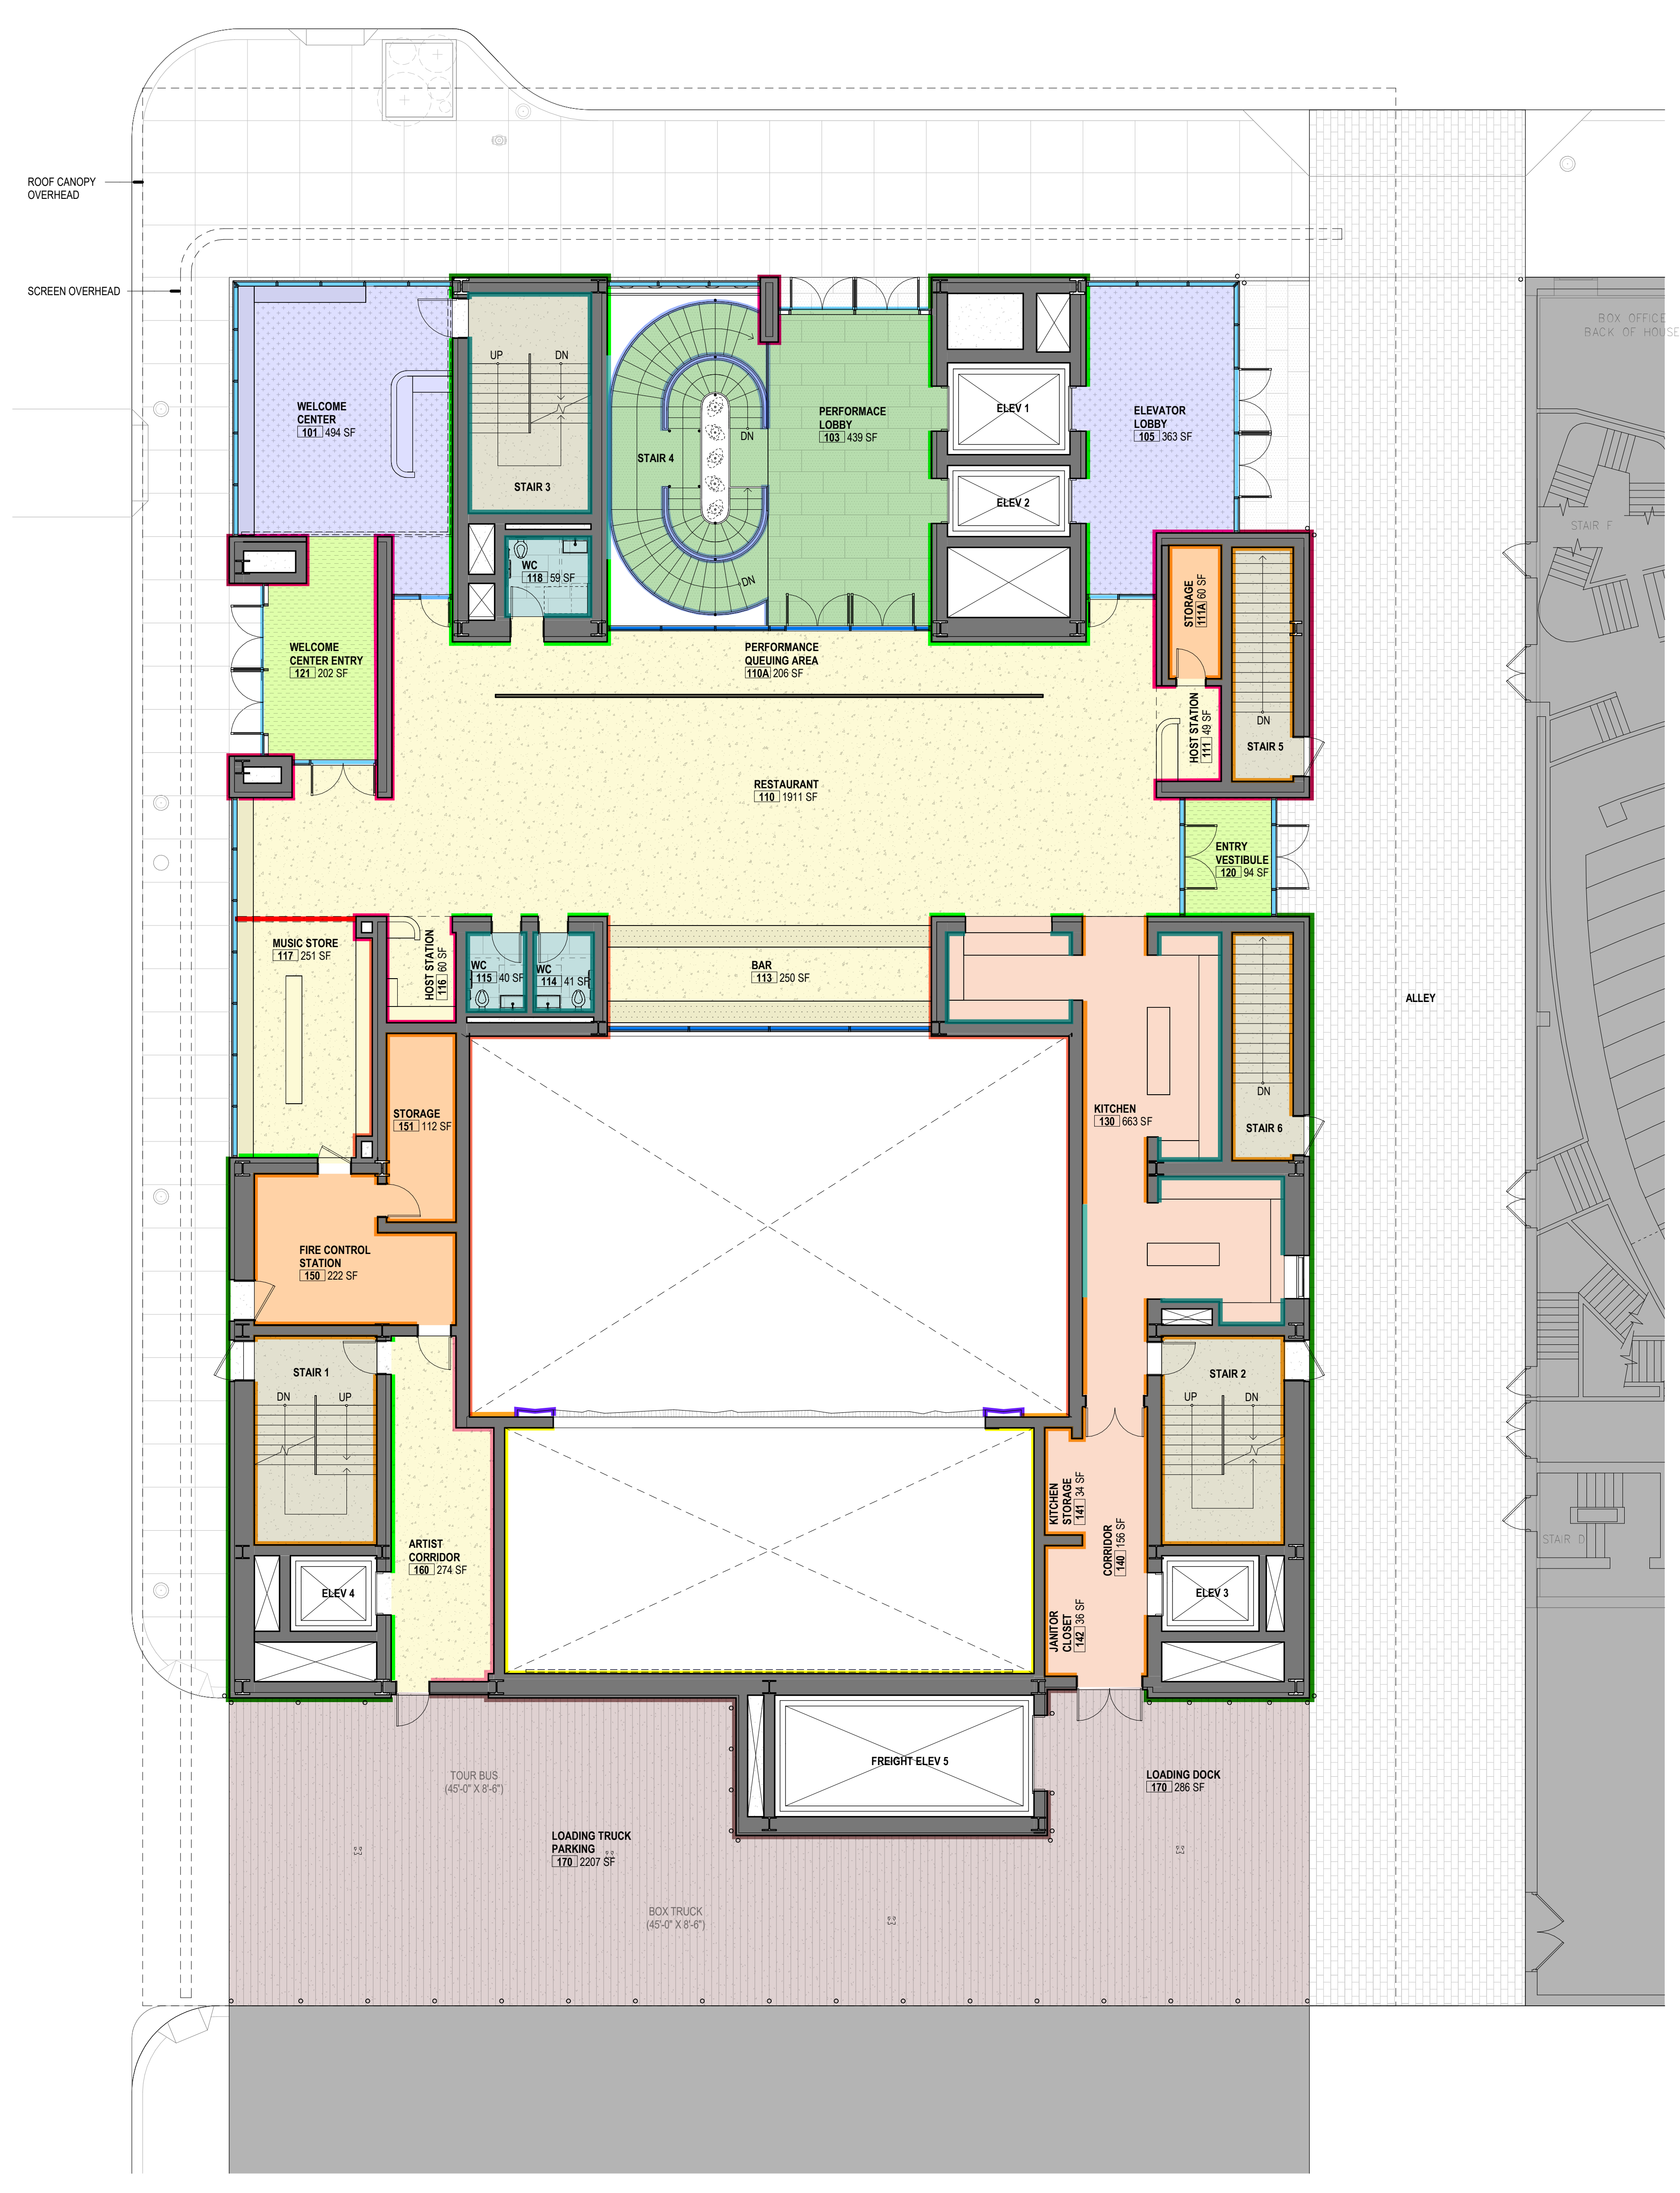 ROOF CANOPY
OVERHEAD
SCREEN OVERHEAD
BOX OFFICE
BACK OF HOUSE
WELCOME
CENTER
101 494 SF
UP
DN
STAIR 3
STAIR 4
DN
DN
PERFORMACE
LOBBY
103 439 SF
ELEV 1
ELEV 2
ELEVATOR
LOBBY
105 363 SF
STAIR F
WC
118 59 SF
STORAGE
111A 60 SF
WELCOME
CENTER ENTRY
121 202 SF
PERFORMANCE
QUEUING AREA
110A 206 SF
HOST STATION
111 49 SF
DN
STAIR 5
RESTAURANT
110 1911 SF
ENTRY
VESTIBULE
120 94 SF
MUSIC STORE
117 251 SF
HOST STATION
116 60 SF
WC
115 40 SF
WC
114 41 SF
BAR
113 250 SF
ALLEY
DN
STAIR 6
STORAGE
151 112 SF
KITCHEN
130 663 SF
FIRE CONTROL
STATION
150 222 SF
STAIR 1
DN
UP
STAIR 2
UP
DN
KITCHEN
STORAGE
141 34 SF
CORRIDOR
140 156 SF
STAIR D
ARTIST
CORRIDOR
160 274 SF
ELEV 4
ELEV 3
JANITOR
CLOSET
142 36 SF
FREIGHT ELEV 5
TOUR BUS
(45'-0" X 8'-6")
LOADING DOCK
170 286 SF
LOADING TRUCK
PARKING
170 2207 SF
BOX TRUCK
(45'-0" X 8'-6")